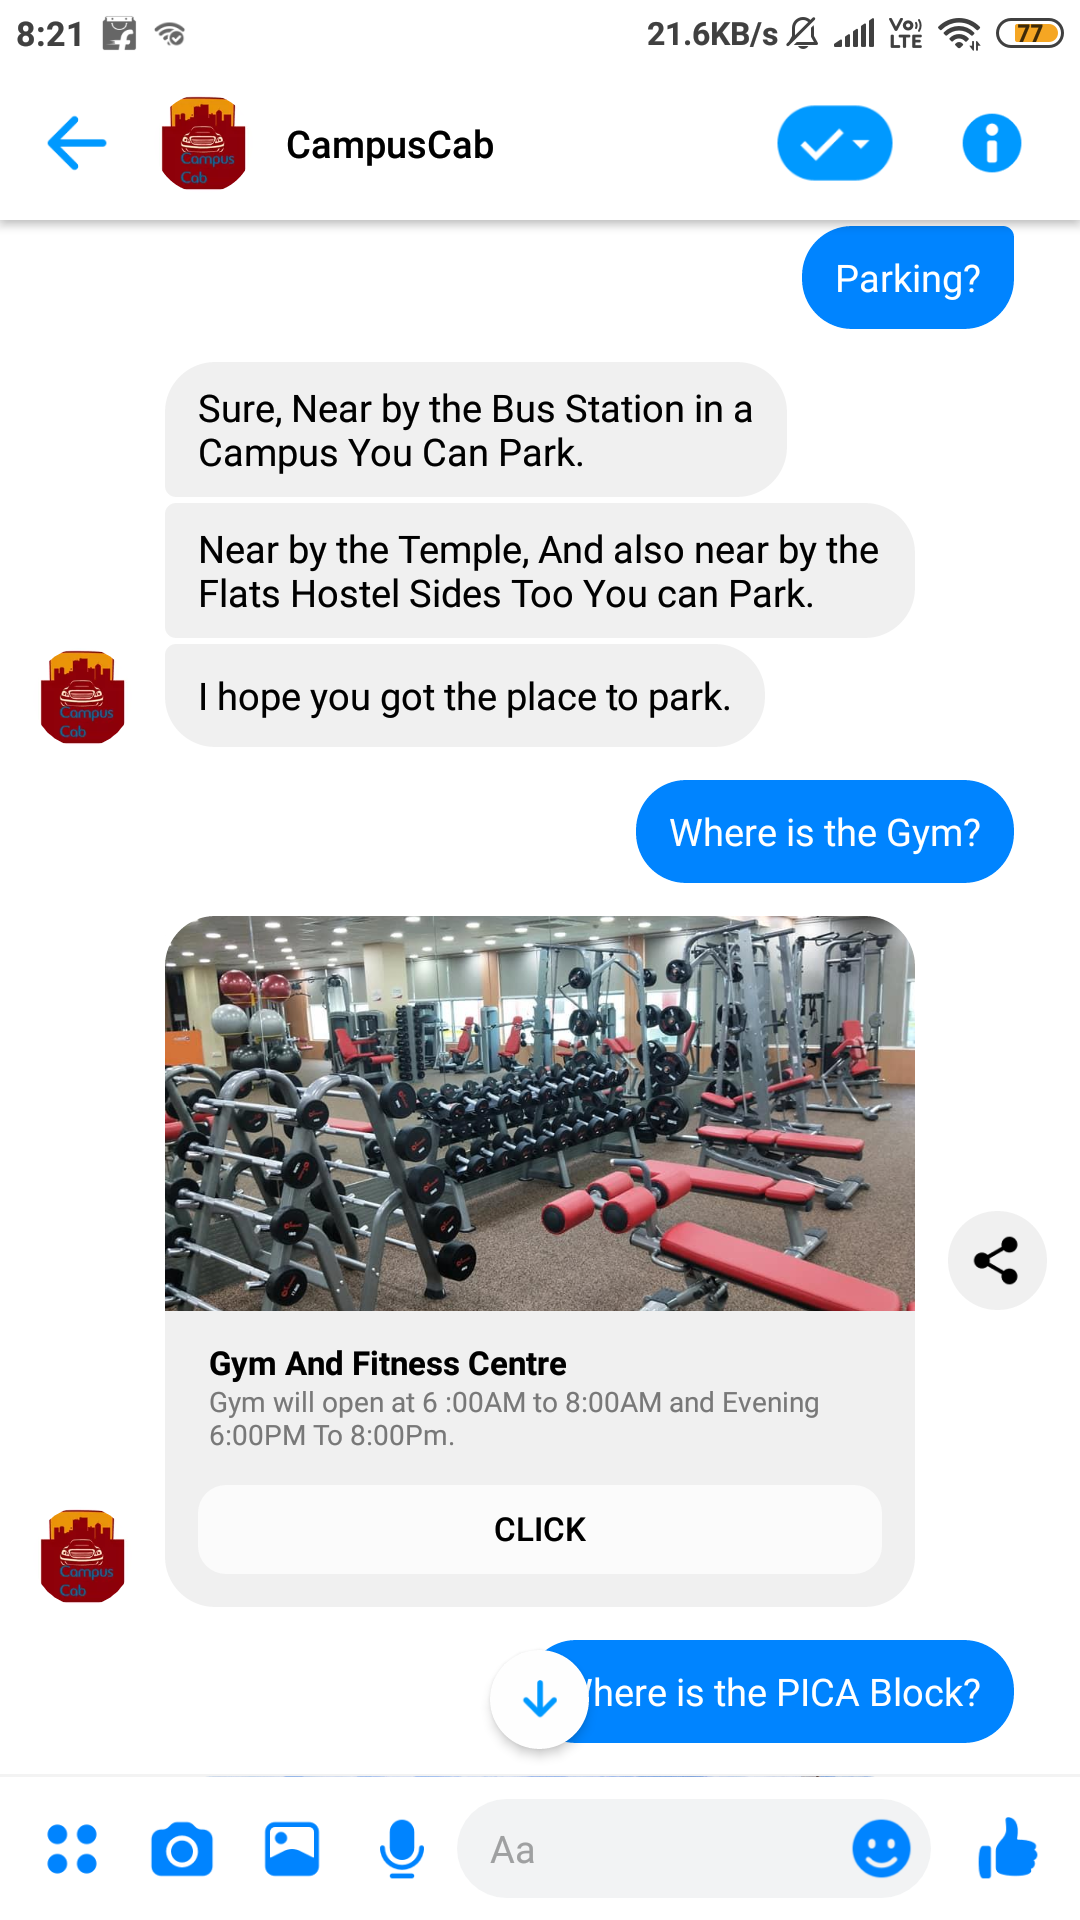 8:21
21.6KB/s
Vo))
LTE
77
Campus
Cab
CampusCab
Parking?
Sure, Near by the Bus Station in a
Campus You Can Park.
Near by the Temple, And also near by the
Flats Hostel Sides Too You can Park.
I hope you got the place to park.
Campus
Cab
Where is the Gym?
Gym And Fitness Centre
Gym will open at 6 :00AM to 8:00AM and Evening
6:00PM To 8:00Pm.
CLICK
Campus
Cab
here is the PICA Block?
Aa